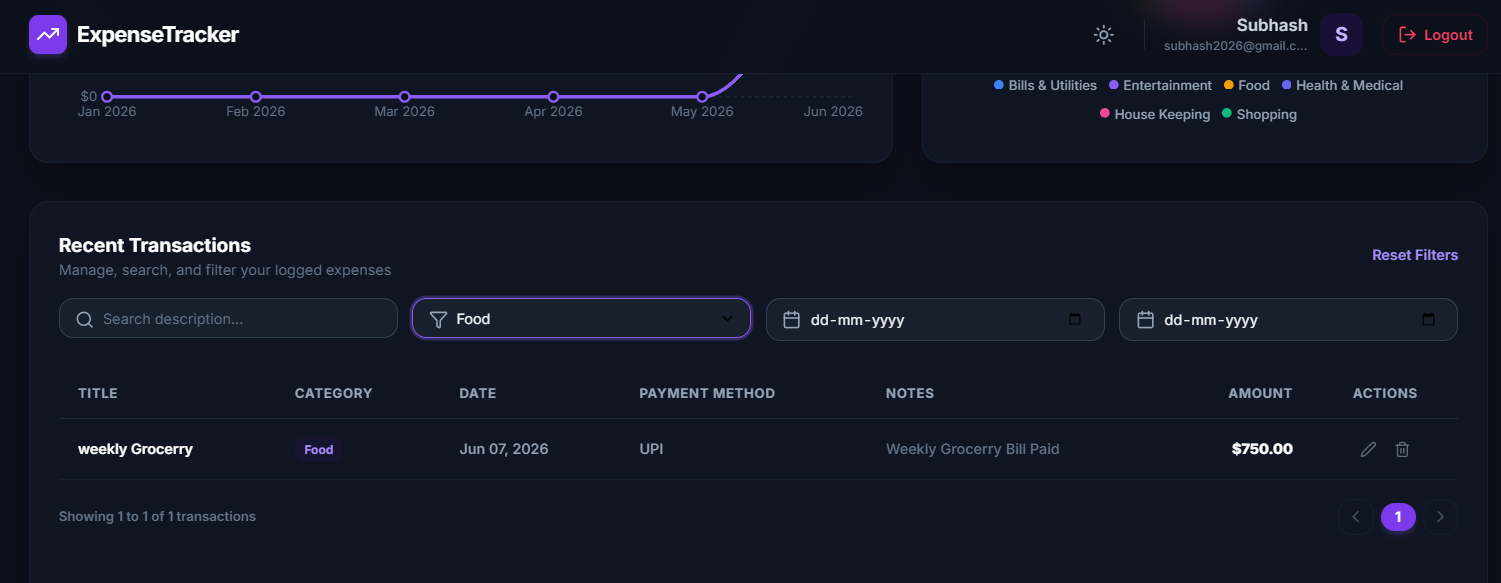 ExpenseTracker
Subhash
subhash2026@gmail.c...
S
Logout
$0
Jan 2026 Feb 2026 Mar 2026 Apr 2026 May 2026 Jun 2026
Bills & Utilities Entertainment Food Health & Medical
House Keeping Shopping
Recent Transactions
Manage, search, and filter your logged expenses
Reset Filters
Search description... Food dd-mm-yyyy dd-mm-yyyy
TITLE CATEGORY DATE PAYMENT METHOD NOTES AMOUNT ACTIONS
weekly Grocerry Food Jun 07, 2026 UPI Weekly Grocerry Bill Paid $750.00
Showing 1 to 1 of 1 transactions
1